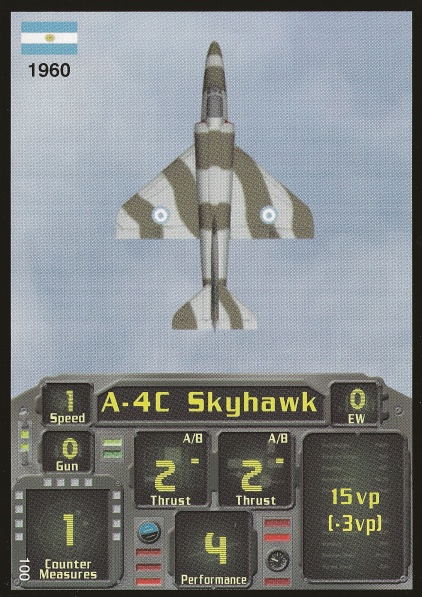 1960
1
Speed
A-4C Skyhawk
0
EW
0
Gun
A/B
2 -
Thrust
A/B
2 -
Thrust
15vp
(-3vp)
1
Counter
Measures
4
Performance
100